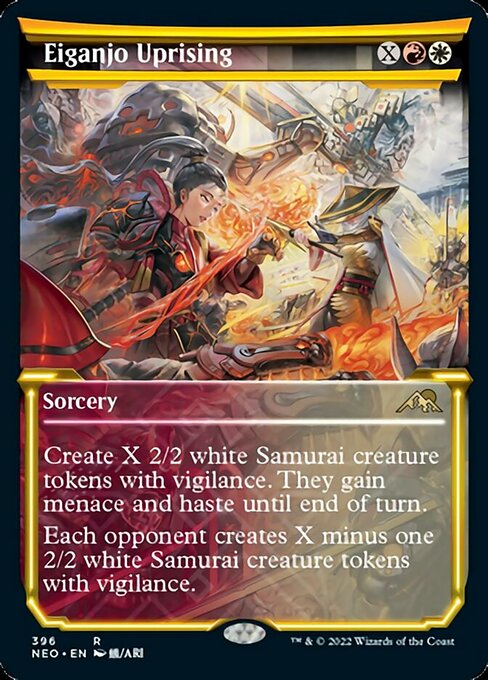 Eiganjo Uprising X
Sorcery
Create X 2/2 white Samurai creature
tokens with vigilance. They gain
menace and haste until end of turn.
Each opponent creates X minus one
2/2 white Samurai creature tokens
with vigilance.
396 R
NEO • EN 鏑/ARI ™ & © 2022 Wizards of the Coast